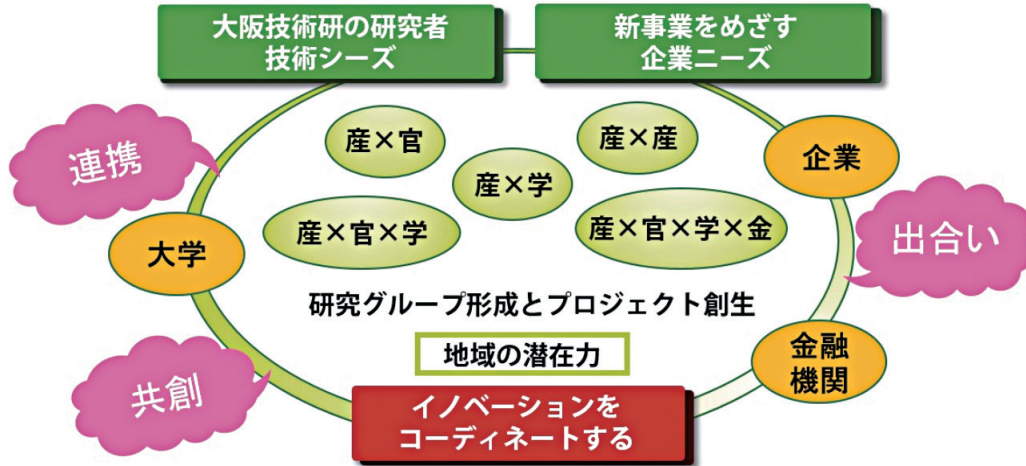 大阪技術研の研究者
技術シーズ
新事業をめざす
企業ニーズ
連携
産×官
産×産
企業
産×学
大学
産×官×学
産×官×学×金
出合い
研究グループ形成とプロジェクト創生
地域の潜在力
金融
機関
共創
イノベーションを
コーディネートする